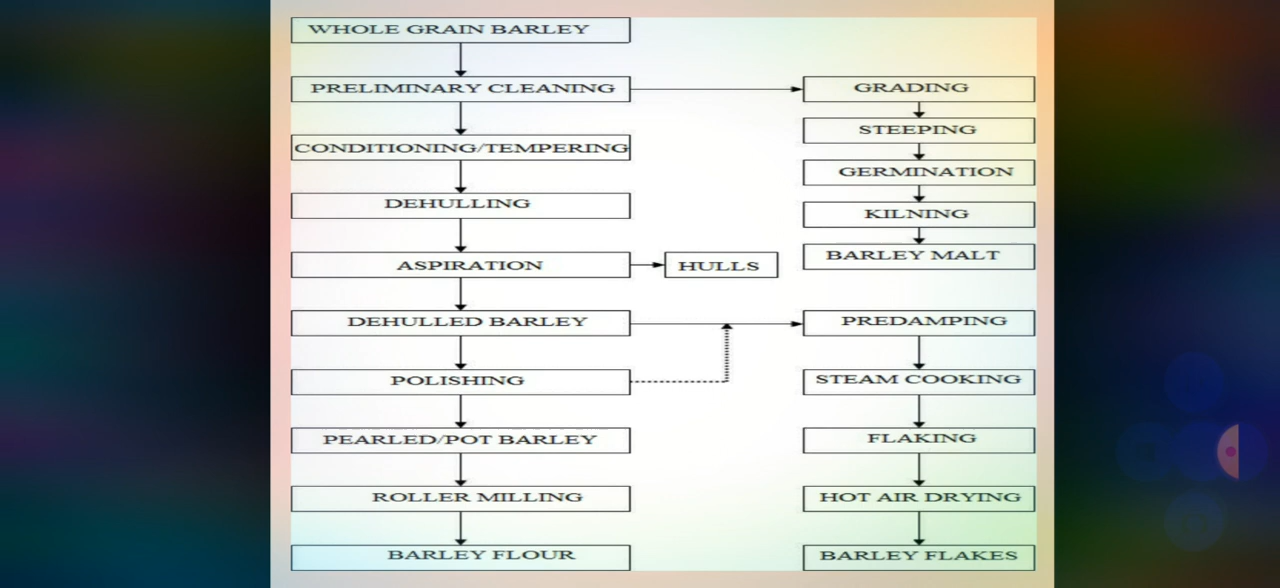 WHOLE GRAIN BARLEY
PRELIMINARY CLEANING
CONDITIONING/TEMPERING
DEHULLING
ASPIRATION
HULLS
DEHULLED BARLEY
POLISHING
PEARLED/POT BARLEY
ROLLER MILLING
BARLEY FLOUR
GRADING
STEEPING
GERMINATION
KILNING
BARLEY MALT
PREDAMPING
STEAM COOKING
FLAKING
HOT AIR DRYING
BARLEY FLAKES